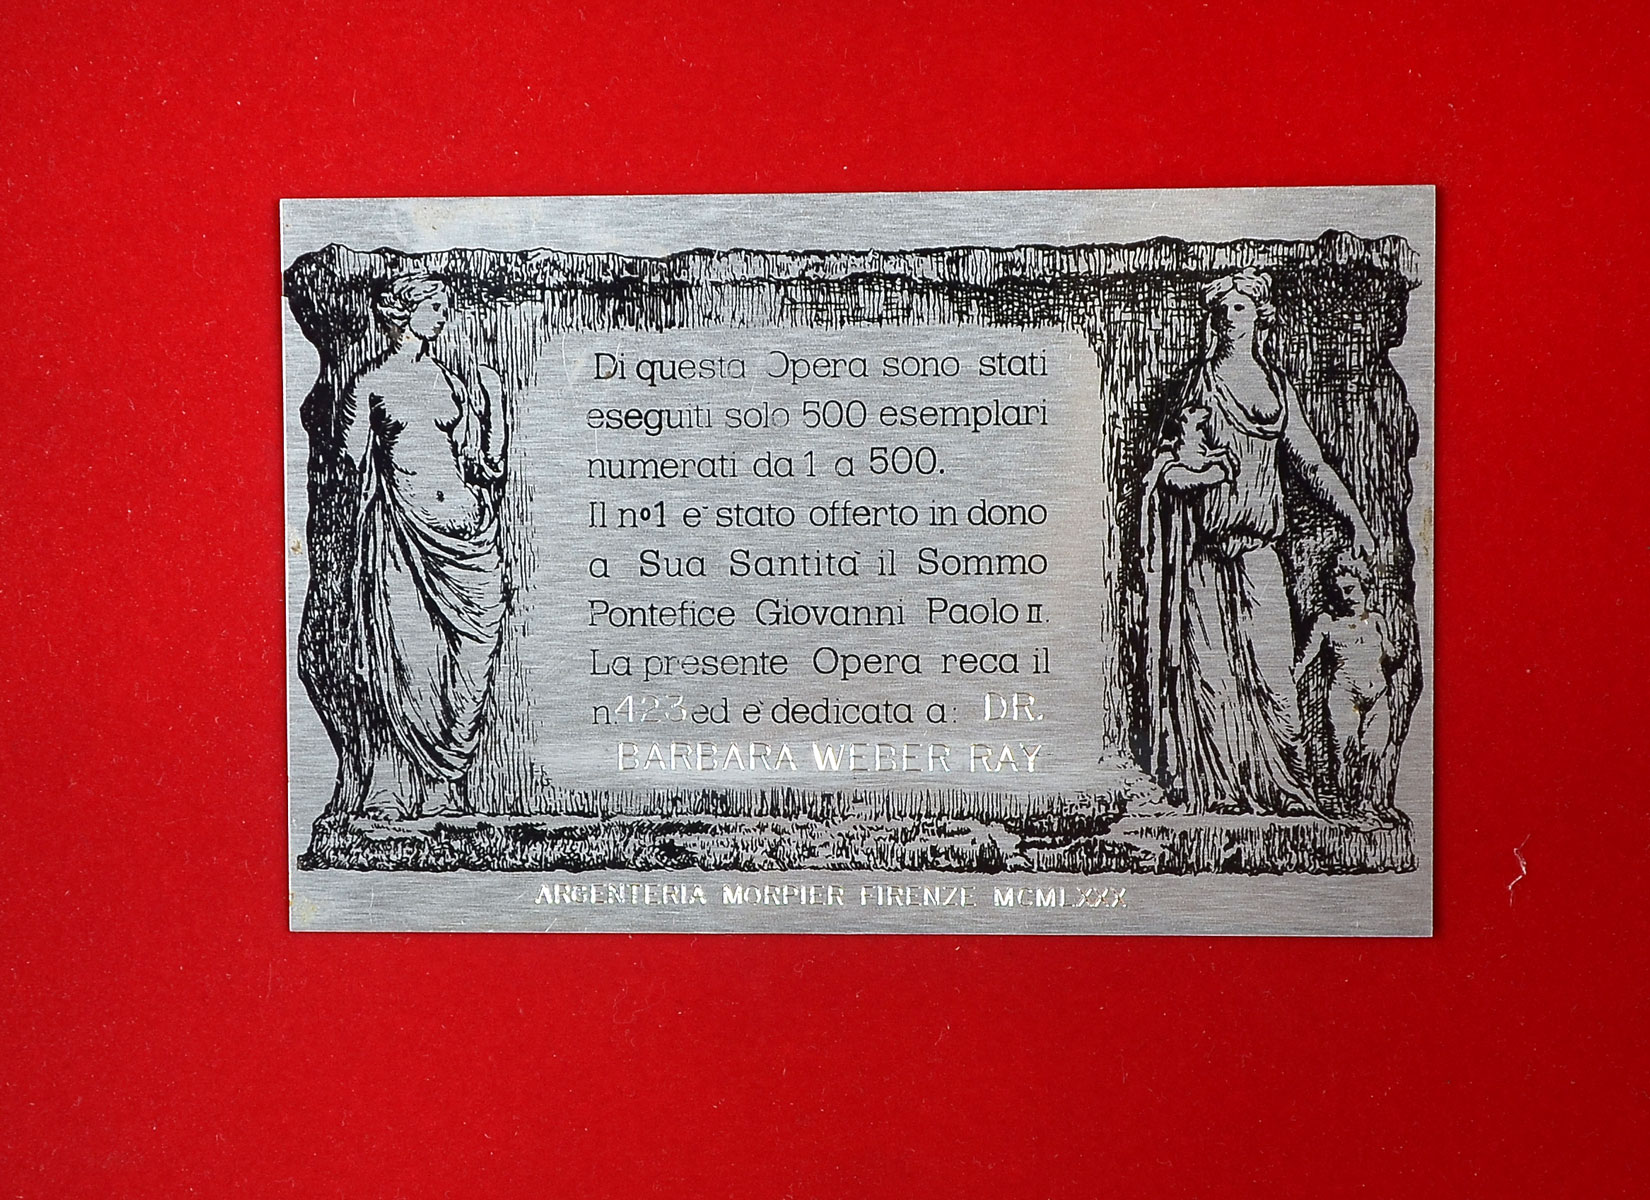 Di questa Opera sono stati
eseguiti solo 500 esemplari
numerati da 1 a 500.
Il nº1 è stato offerto in dono
a Sua Santità il Sommo
Pontefice Giovanni Paolo II.
La presente Opera reca il
n.423 ed è dedicata a: DR.
BARBARA WEBER RAY
ARGENTERIA MORPIER FIRENZE MCMLXXX